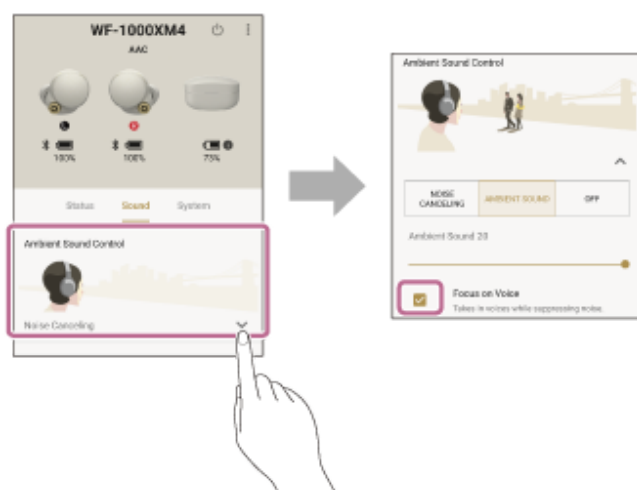 WF-1000XM4
AAC
100%
100%
73%
Status Sound System
Ambient Sound Control
Noise Canceling
Ambient Sound Control
NOISE CANCELING
AMBIENT SOUND
OFF
Ambient Sound 20
Focus on Voice
Takes in voices while suppressing noise.